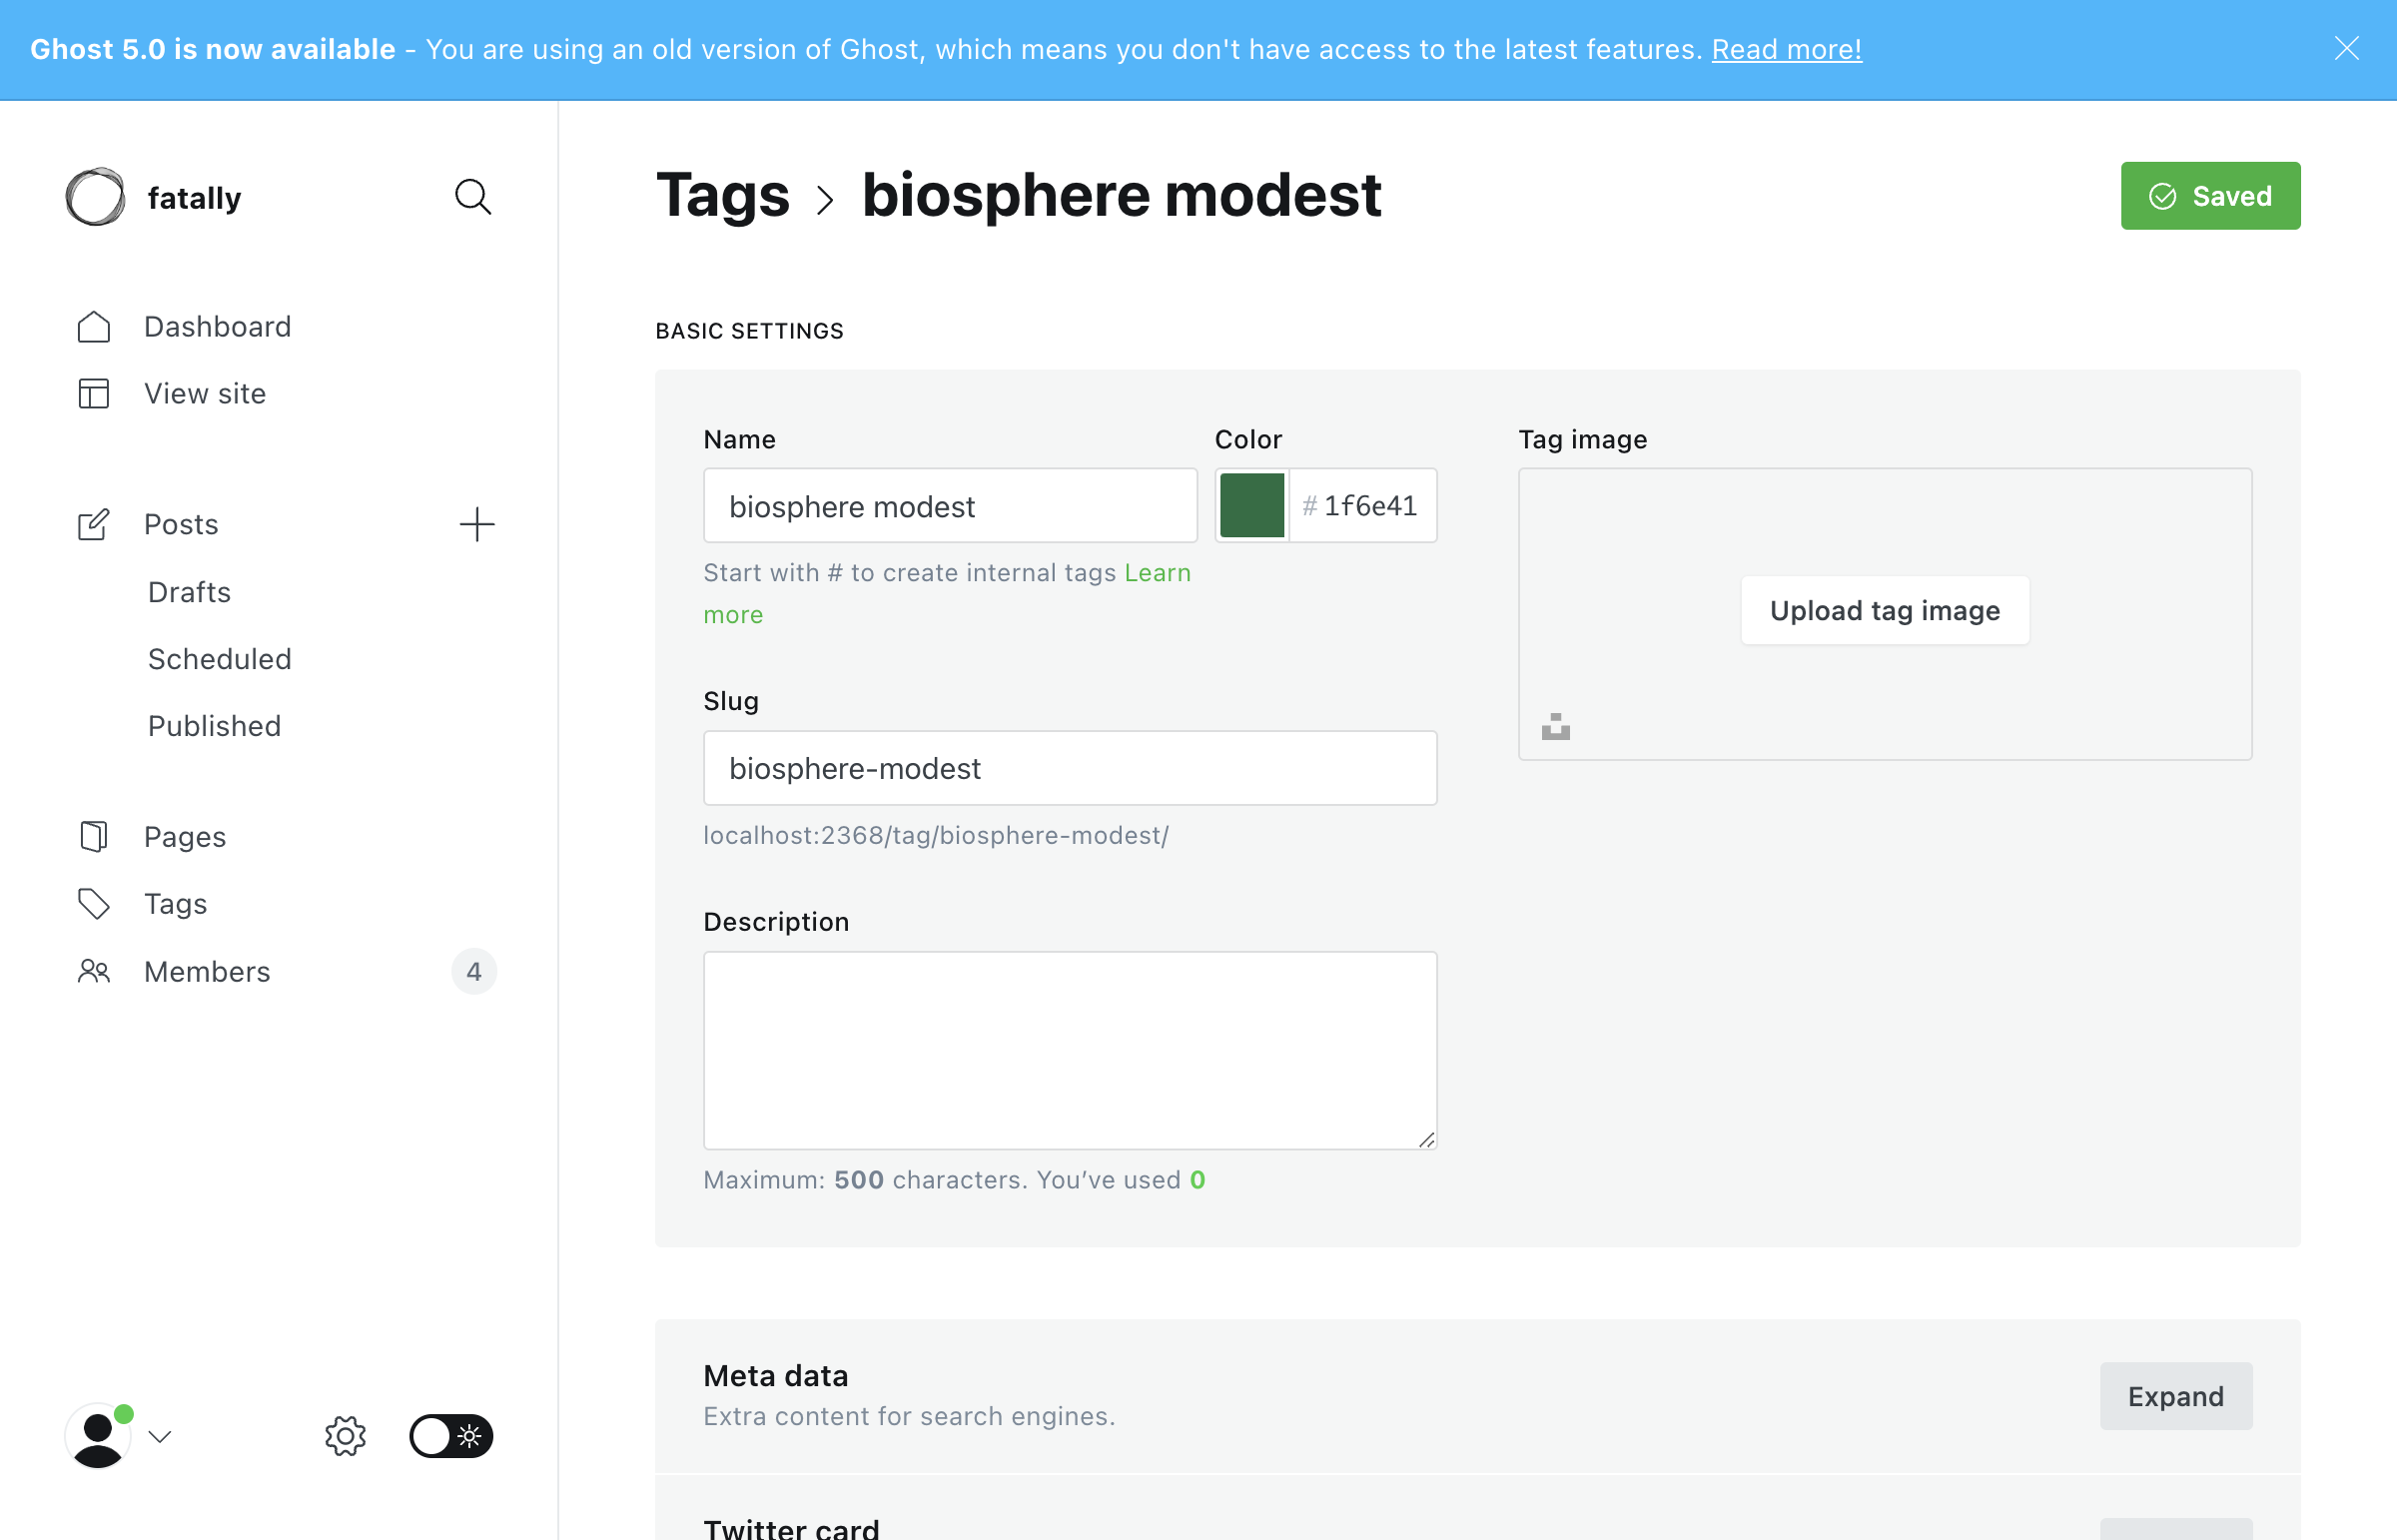 Ghost 5.0 is now available - You are using an old version of Ghost, which means you don't have access to the latest features. Read more!
fatally
Dashboard
View site
Posts
Drafts
Scheduled
Published
Pages
Tags
Members
4
Tags
biosphere modest
Saved
BASIC SETTINGS
Name
biosphere modest
Start with # to create internal tags Learn
more
Color
# 1f6e41
Slug
biosphere-modest
localhost:2368/tag/biosphere-modest/
Description
Maximum: 500 characters. You’ve used 0
Tag image
Upload tag image
Meta data
Extra content for search engines.
Expand
Twitter card